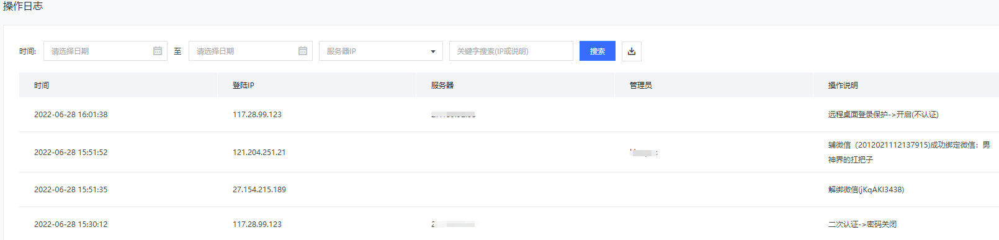 操作日志
时间: 请选择日期 至 请选择日期 服务器IP 关键字搜索(IP或说明) 搜索
时间 登陆IP 服务器 管理员 操作说明
2022-06-28 16:01:38 117.28.99.123 远程桌面登录保护->开启(不认证)
2022-06-28 15:51:52 121.204.251.21 辅微信（2012021112137915)成功绑定微信：男
神界的扛把子
2022-06-28 15:51:35 27.154.215.189 解绑微信(jKqAKI3438)
2022-06-28 15:30:12 117.28.99.123 二次认证->密码关闭